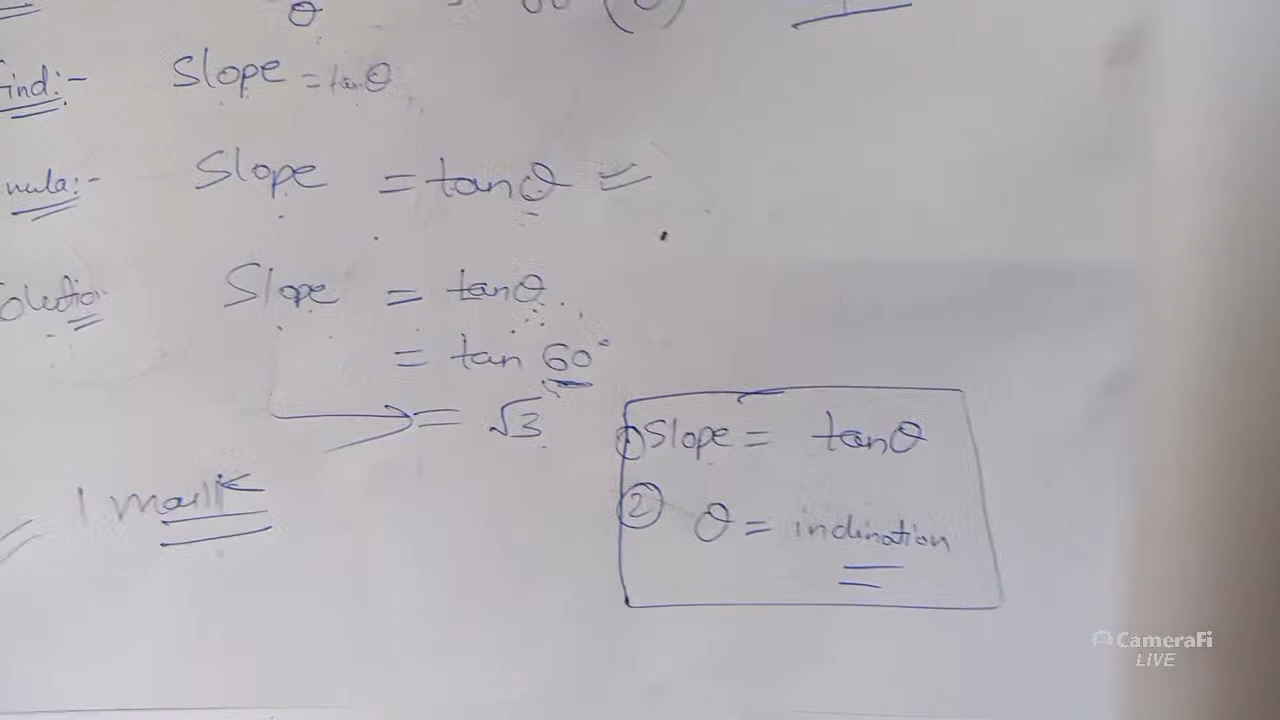 θ
find:- Slope = tanθ
mula:- Slope = tanθ =
Solution Slope = tanθ.
= tan 60°
= √3
① Slope = tanθ
② θ = inclination
1 mark
CameraFi
LIVE